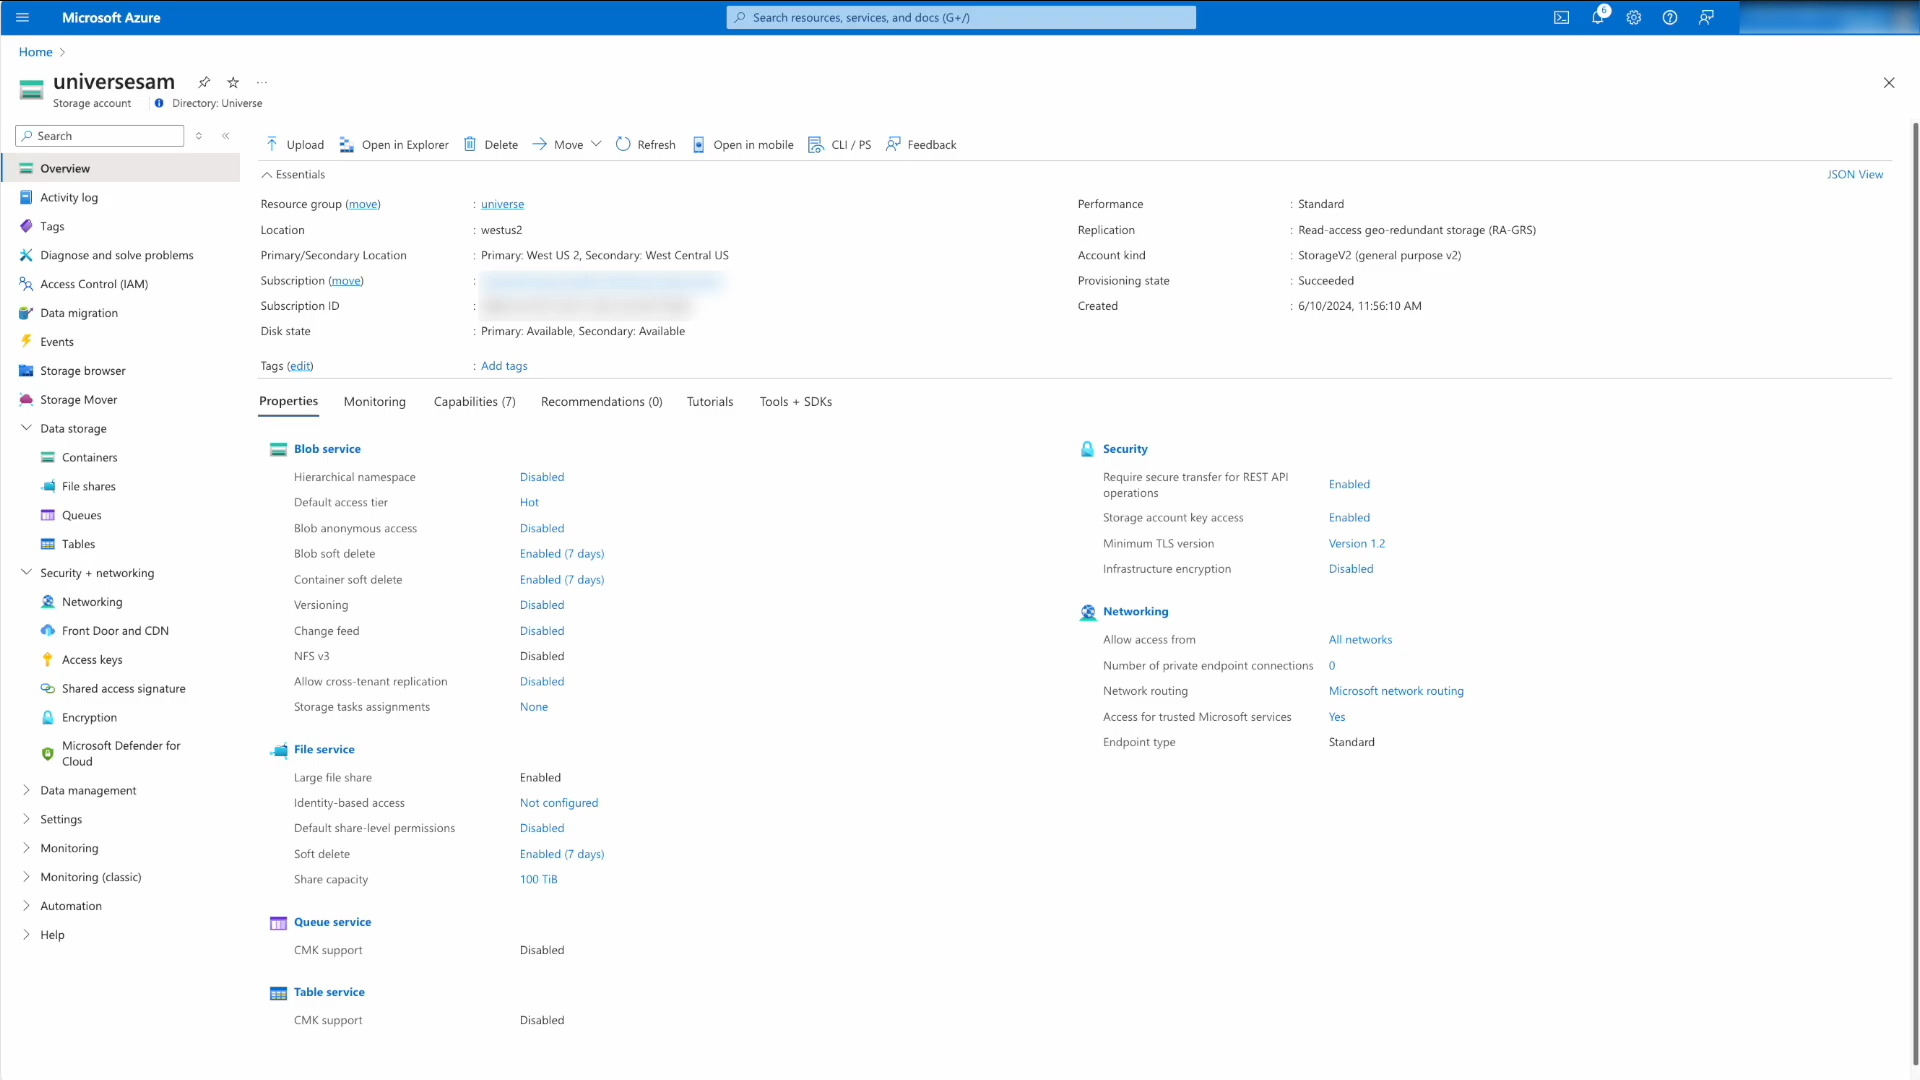 Microsoft Azure
Search resources, services, and docs (G+/)
6
Home
universesam
Storage account
Directory: Universe
Search
Overview
Activity log
Tags
Diagnose and solve problems
Access Control (IAM)
Data migration
Events
Storage browser
Storage Mover
Data storage
Containers
File shares
Queues
Tables
Security + networking
Networking
Front Door and CDN
Access keys
Shared access signature
Encryption
Microsoft Defender for
Cloud
Data management
Settings
Monitoring
Monitoring (classic)
Automation
Help
Upload Open in Explorer Delete Move Refresh Open in mobile CLI / PS Feedback
Essentials
JSON View
Resource group (move) : universe
Location : westus2
Primary/Secondary Location : Primary: West US 2, Secondary: West Central US
Subscription (move) :
Subscription ID :
Disk state : Primary: Available, Secondary: Available
Tags (edit) : Add tags
Performance : Standard
Replication : Read-access geo-redundant storage (RA-GRS)
Account kind : StorageV2 (general purpose v2)
Provisioning state : Succeeded
Created : 6/10/2024, 11:56:10 AM
Properties Monitoring Capabilities (7) Recommendations (0) Tutorials Tools + SDKs
Blob service
Hierarchical namespace Disabled
Default access tier Hot
Blob anonymous access Disabled
Blob soft delete Enabled (7 days)
Container soft delete Enabled (7 days)
Versioning Disabled
Change feed Disabled
NFS v3 Disabled
Allow cross-tenant replication Disabled
Storage tasks assignments None
File service
Large file share Enabled
Identity-based access Not configured
Default share-level permissions Disabled
Soft delete Enabled (7 days)
Share capacity 100 TiB
Queue service
CMK support Disabled
Table service
CMK support Disabled
Security
Require secure transfer for REST API
operations Enabled
Storage account key access Enabled
Minimum TLS version Version 1.2
Infrastructure encryption Disabled
Networking
Allow access from All networks
Number of private endpoint connections 0
Network routing Microsoft network routing
Access for trusted Microsoft services Yes
Endpoint type Standard